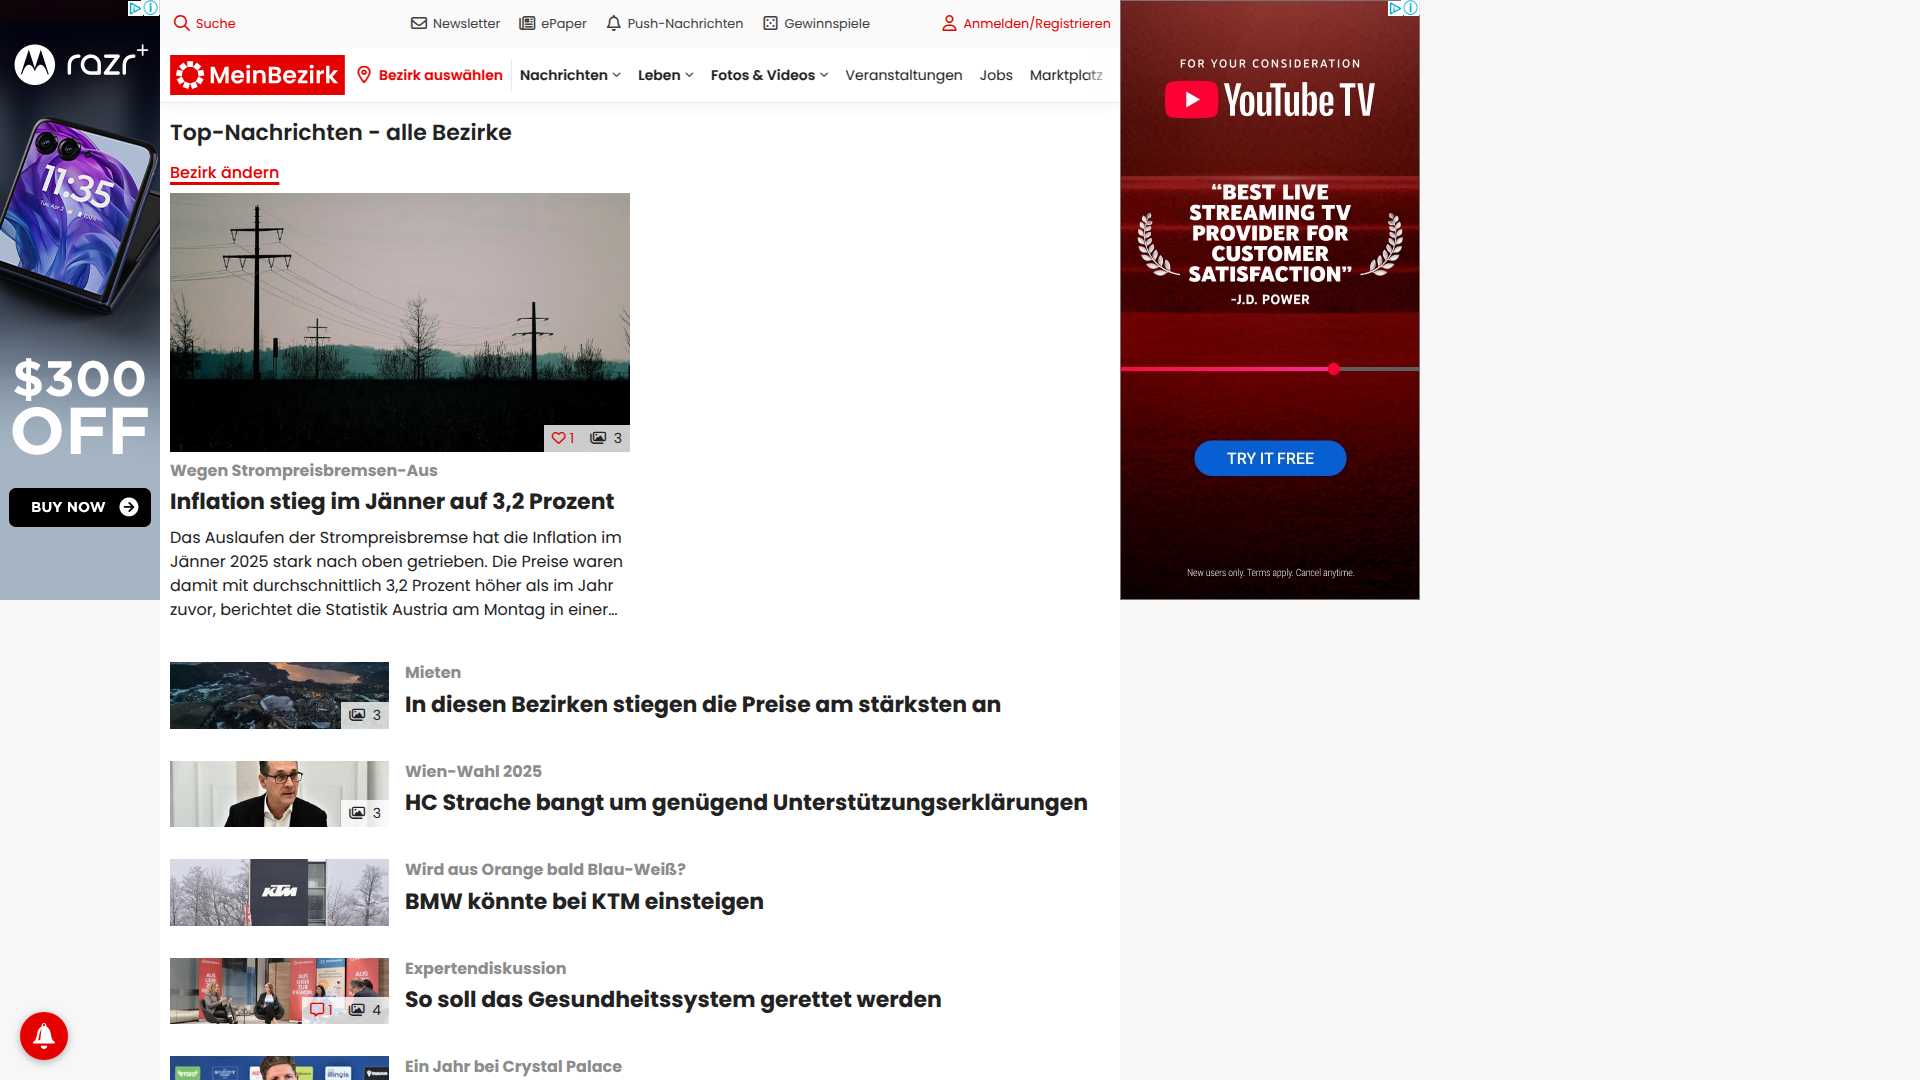 Suche
Newsletter
ePaper
Push-Nachrichten
Gewinnspiele
Anmelden/Registrieren
MeinBezirk
Bezirk auswählen
Nachrichten
Leben
Fotos & Videos
Veranstaltungen
Jobs
Marktplatz
Top-Nachrichten - alle Bezirke
Bezirk ändern
1
3
Wegen Strompreisbremsen-Aus
Inflation stieg im Jänner auf 3,2 Prozent
Das Auslaufen der Strompreisbremse hat die Inflation im
Jänner 2025 stark nach oben getrieben. Die Preise waren
damit mit durchschnittlich 3,2 Prozent höher als im Jahr
zuvor, berichtet die Statistik Austria am Montag in einer...
3
Mieten
In diesen Bezirken stiegen die Preise am stärksten an
3
Wien-Wahl 2025
HC Strache bangt um genügend Unterstützungserklärungen
KTM
Wird aus Orange bald Blau-Weiß?
BMW könnte bei KTM einsteigen
1
4
Expertendiskussion
So soll das Gesundheitssystem gerettet werden
Ein Jahr bei Crystal Palace
razr+
11:35
$300
OFF
BUY NOW
FOR YOUR CONSIDERATION
YouTube TV
“BEST LIVE
STREAMING TV
PROVIDER FOR
CUSTOMER
SATISFACTION”
-J.D. POWER
TRY IT FREE
New users only. Terms apply. Cancel anytime.